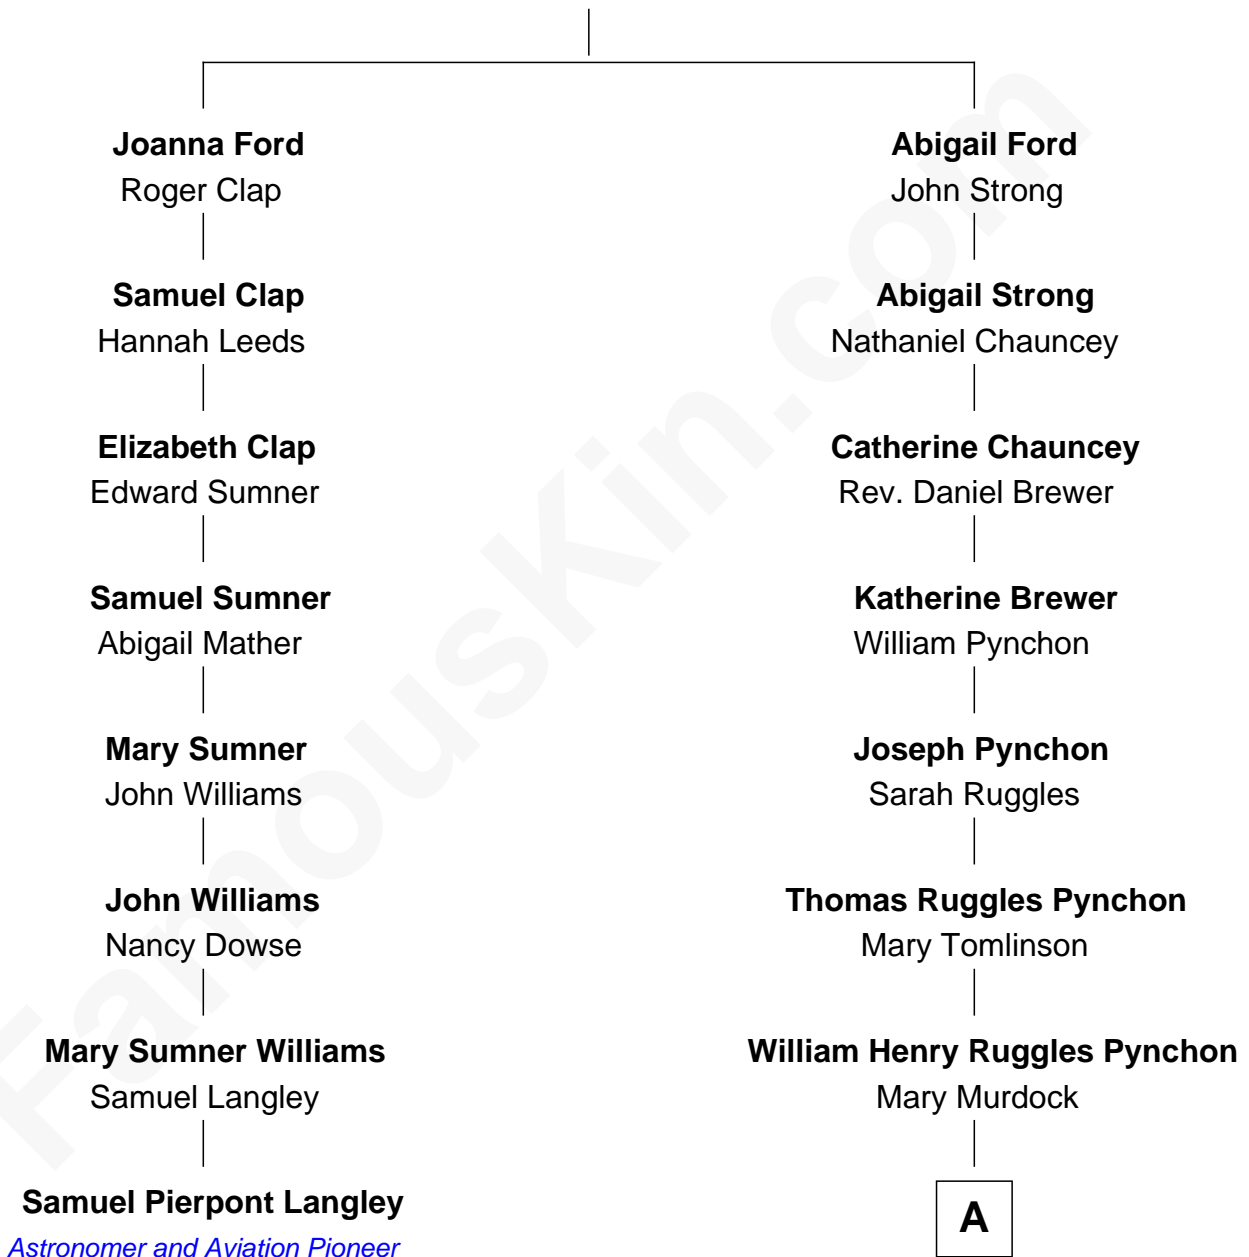 Joanna Ford
Roger Clap
Samuel Clap
Hannah Leeds
Elizabeth Clap
Edward Sumner
Samuel Sumner
Abigail Mather
Mary Sumner
John Williams
John Williams
Nancy Dowse
Mary Sumner Williams
Samuel Langley
Samuel Pierpont Langley
Astronomer and Aviation Pioneer
Abigail Ford
John Strong
Abigail Strong
Nathaniel Chauncey
Catherine Chauncey
Rev. Daniel Brewer
Katherine Brewer
William Pynchon
Joseph Pynchon
Sarah Ruggles
Thomas Ruggles Pynchon
Mary Tomlinson
William Henry Ruggles Pynchon
Mary Murdock
A
FamousKin.com